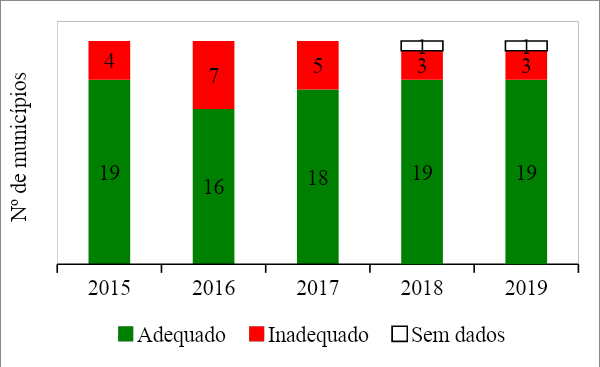 Nº de municípios
1 1
4 7 5 3 3
19 16 18 19 19
2015 2016 2017 2018 2019
Adequado Inadequado Sem dados